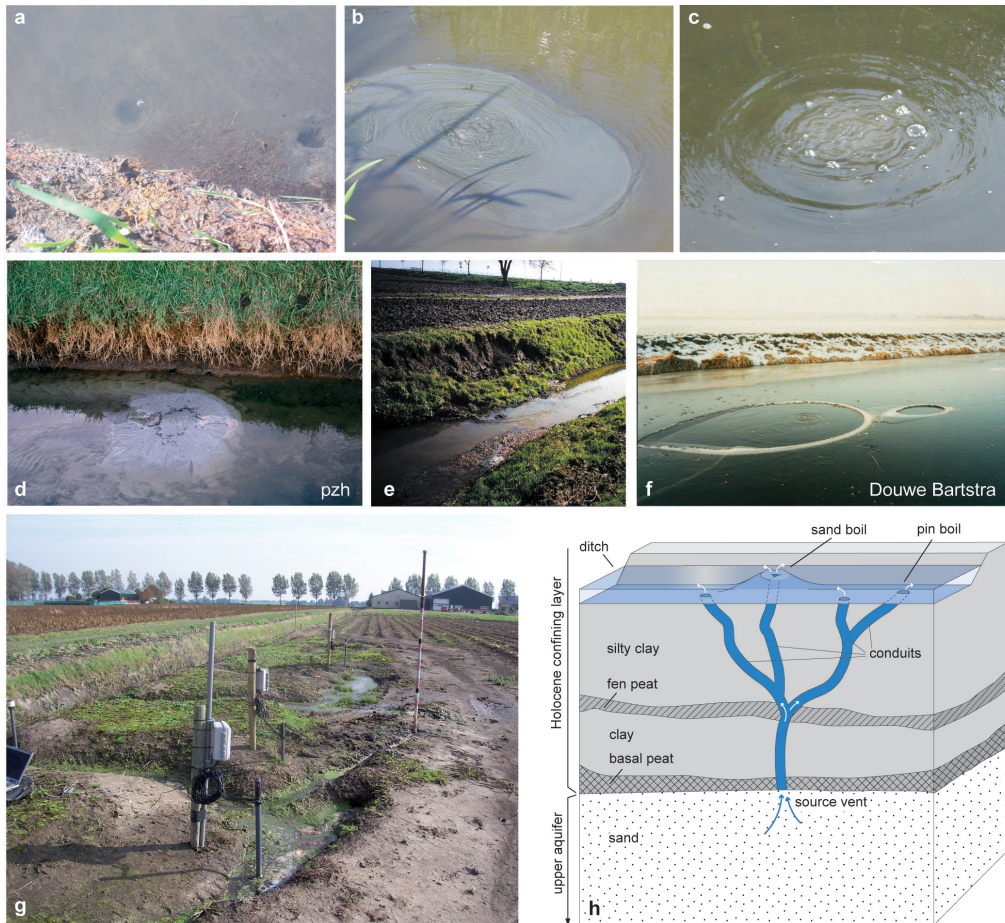 a
b
c
d
pzh
e
f
Douwe Bartstra
g
sand boil
pin boil
ditch
Holocene confining layer
silty clay
conduits
fen peat
clay
basal peat
source vent
upper aquifer
sand
h